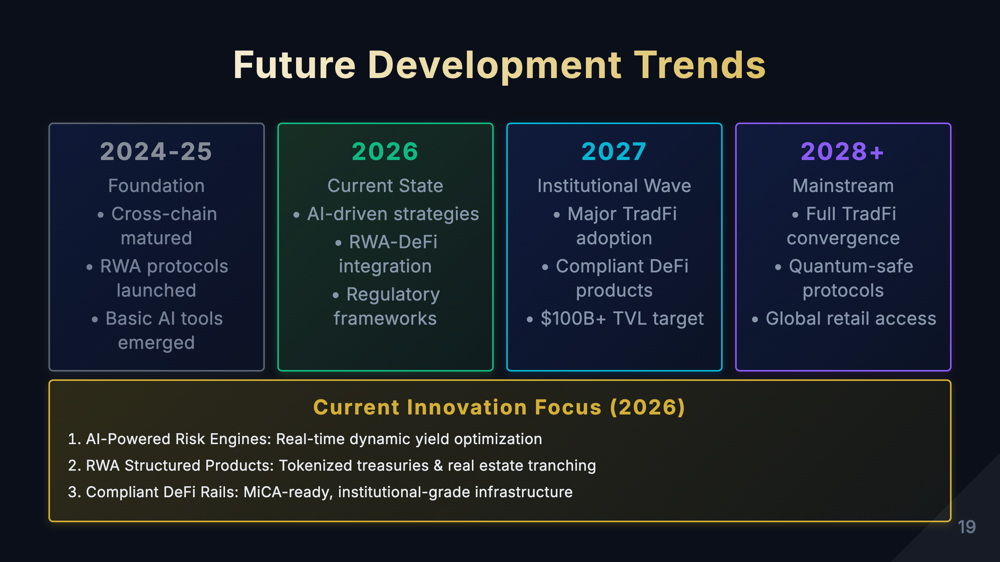 Future Development Trends
2024-25
Foundation
• Cross-chain
matured
• RWA protocols
launched
• Basic AI tools
emerged
2026
Current State
• AI-driven strategies
• RWA-DeFi
integration
• Regulatory
frameworks
2027
Institutional Wave
• Major TradFi
adoption
• Compliant DeFi
products
• $100B+ TVL target
2028+
Mainstream
• Full TradFi
convergence
• Quantum-safe
protocols
• Global retail access
Current Innovation Focus (2026)
1. AI-Powered Risk Engines: Real-time dynamic yield optimization
2. RWA Structured Products: Tokenized treasuries & real estate tranching
3. Compliant DeFi Rails: MiCA-ready, institutional-grade infrastructure
19